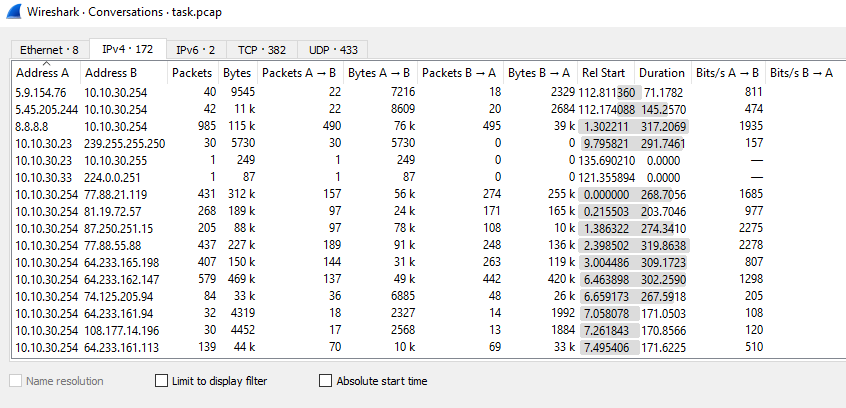 Wireshark · Conversations · task.pcap
Ethernet · 8 IPv4 · 172 IPv6 · 2 TCP · 382 UDP · 433
Address A Address B Packets Bytes Packets A → B Bytes A → B Packets B → A Bytes B → A Rel Start Duration Bits/s A → B Bits/s B → A
5.9.154.76 10.10.30.254 40 9545 22 7216 18 2329 112.811360 71.1782 811
5.45.205.244 10.10.30.254 42 11 k 22 8609 20 2684 112.174088 145.2570 474
8.8.8.8 10.10.30.254 985 115 k 490 76 k 495 39 k 1.302211 317.2069 1935
10.10.30.23 239.255.255.250 30 5730 30 5730 0 0 9.795821 291.7461 157
10.10.30.23 10.10.30.255 1 249 1 249 0 0 135.690210 0.0000 —
10.10.30.33 224.0.0.251 1 87 1 87 0 0 121.355894 0.0000 —
10.10.30.254 77.88.21.119 431 312 k 157 56 k 274 255 k 0.000000 268.7056 1685
10.10.30.254 81.19.72.57 268 189 k 97 24 k 171 165 k 0.215503 203.7046 977
10.10.30.254 87.250.251.15 205 88 k 97 78 k 108 10 k 1.386322 274.3410 2275
10.10.30.254 77.88.55.88 437 227 k 189 91 k 248 136 k 2.398502 319.8638 2278
10.10.30.254 64.233.165.198 407 150 k 144 31 k 263 119 k 3.004486 309.1723 807
10.10.30.254 64.233.162.147 579 469 k 137 49 k 442 420 k 6.463898 302.2590 1298
10.10.30.254 74.125.205.94 84 33 k 36 6885 48 26 k 6.659173 267.5918 205
10.10.30.254 64.233.161.94 32 4319 18 2327 14 1992 7.058078 171.0503 108
10.10.30.254 108.177.14.196 30 4452 17 2568 13 1884 7.261843 170.8566 120
10.10.30.254 64.233.161.113 139 44 k 70 10 k 69 33 k 7.495406 171.6225 510
Name resolution Limit to display filter Absolute start time